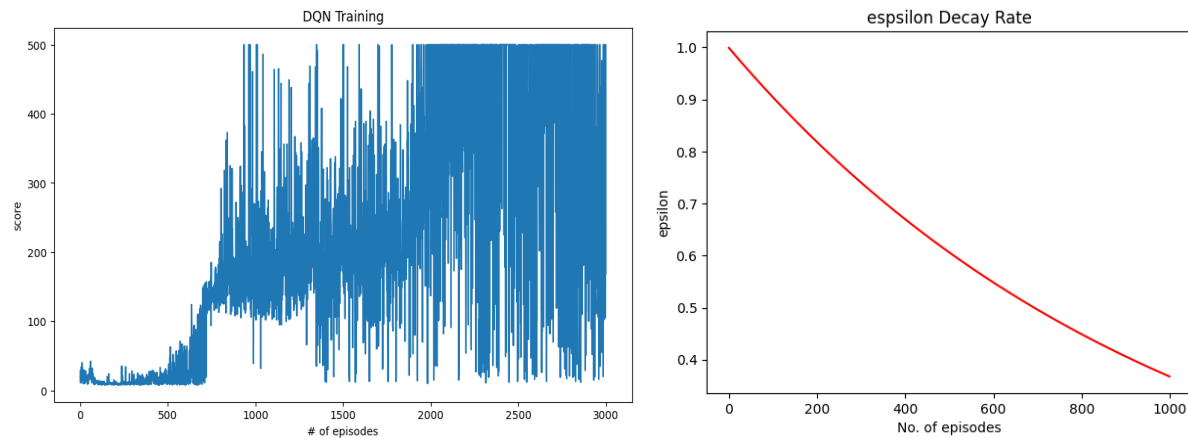 DQN Training
500
400
300
200
100
0
score
0 500 1000 1500 2000 2500 3000
# of episodes
espsilon Decay Rate
1.0
0.9
0.8
0.7
0.6
0.5
0.4
epsilon
0 200 400 600 800 1000
No. of episodes